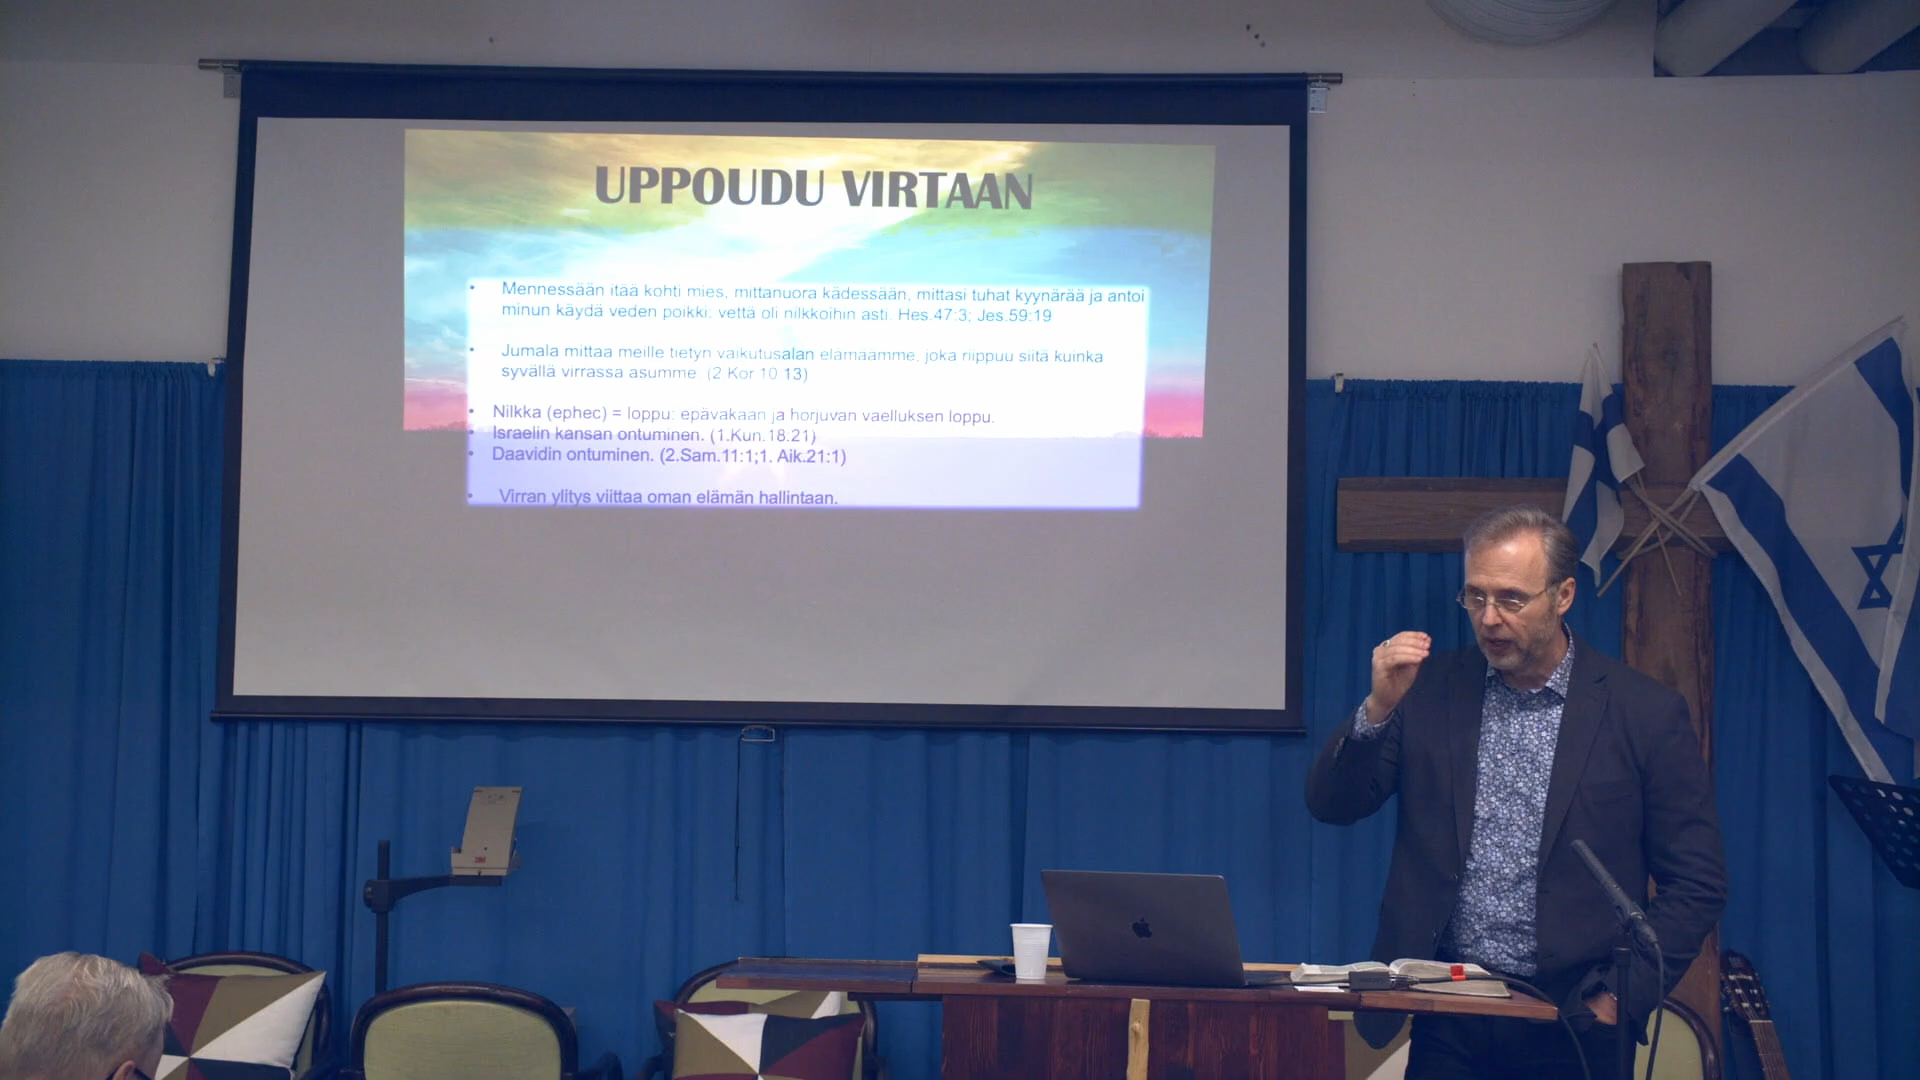 UPPOUDU VIRTAAN
• Mennessään itää kohti mies, mittanuora kädessään, mittasi tuhat kyynärää ja antoi
minun käydä veden poikki: vettä oli nilkkoihin asti. Hes.47:3; Jes.59:19
• Jumala mittaa meille tietyn vaikutusalan elämäämme, joka riippuu siitä kuinka
syvällä virrassa asumme. (2 Kor 10 13)
• Nilkka (ephec) = loppu: epävakaan ja horjuvan vaelluksen loppu.
• Israelin kansan ontuminen. (1.Kun.18.21)
• Daavidin ontuminen. (2.Sam.11:1;1. Aik.21:1)
• Virran ylitys viittaa oman elämän hallintaan.
3M